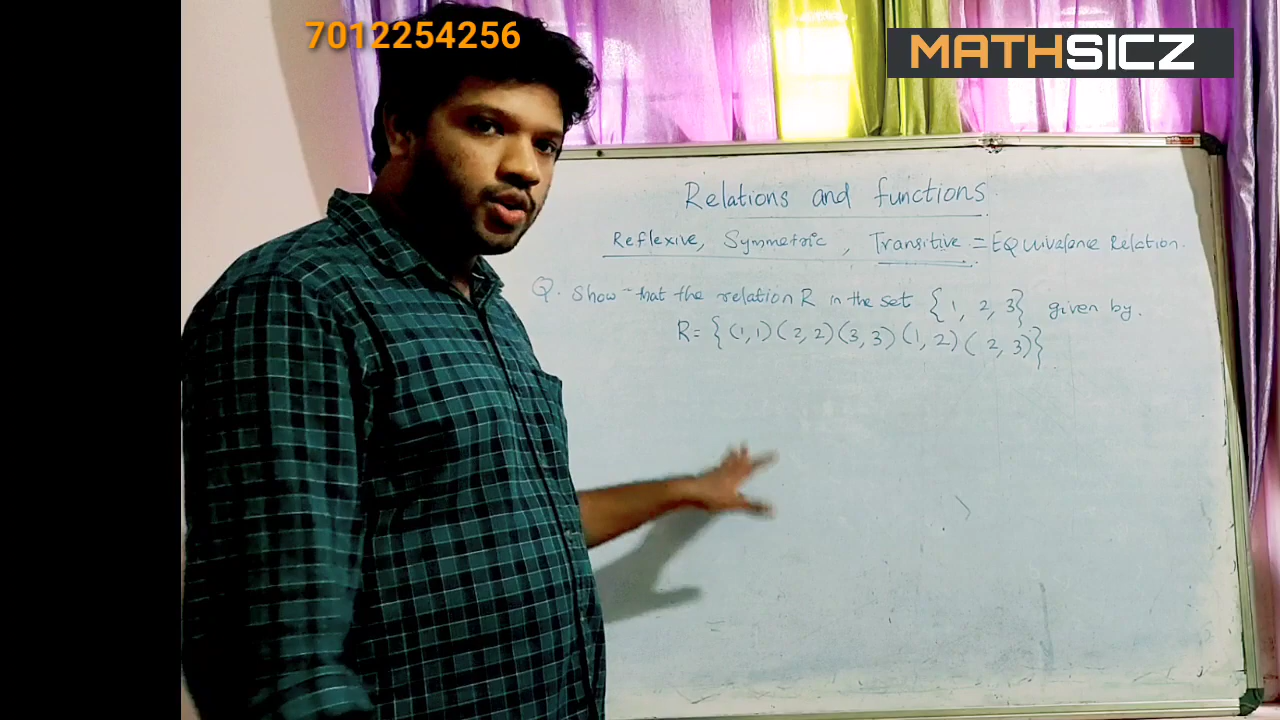 7012254256
MATHSICZ
Relations and functions
Reflexive, Symmetric, Transitive = EQuivalence Relation.
Q. Show that the relation R in the set {1, 2, 3} given by.
R = {(1,1)(2,2)(3,3)(1,2)(2,3)}